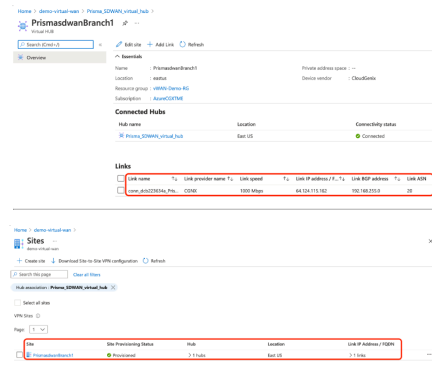 Home > demo-virtual-wan > Prisma_SDWAN_virtual_hub >
PrismasdwanBranch1
Virtual HUB
Search (Cmd+/)
Edit site + Add Link Refresh
Overview
Essentials
Name : PrismasdwanBranch1 Private address space : ---
Location : eastus Device vendor : CloudGenix
Resource group : vWAN-Demo-RG
Subscription : AzureCOXTME
Connected Hubs
Hub name Location Connectivity status
Prisma_SDWAN_virtual_hub East US Connected
Links
Link name Link provider name Link speed Link IP address / F... Link BGP address Link ASN
CGNX 1000 Mbps 64.124.115.162 192.168.255.0 20
Home > demo-virtual-wan >
Sites
demo-virtual-wan
+ Create site Download Site-to-Site VPN configuration Refresh
Search this page Clear all filters
Hub association : Prisma_SDWAN_virtual_hub
Select all sites
VPN Sites
Page: 1
Site Site Provisioning Status Hub Location Link IP Address / FQDN
PrismasdwanBranch1 Provisioned > 1 hubs East US > 1 links